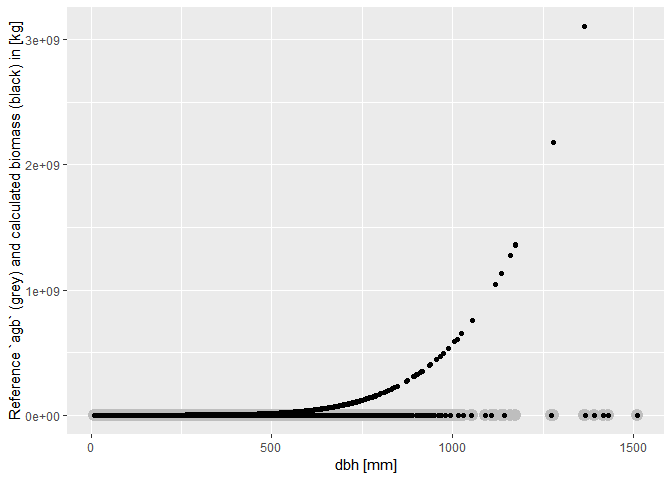 Reference `agb` (grey) and calculated biomass (black) in [kg]
3e+09
2e+09
1e+09
0e+00
0 500 1000 1500
dbh [mm]